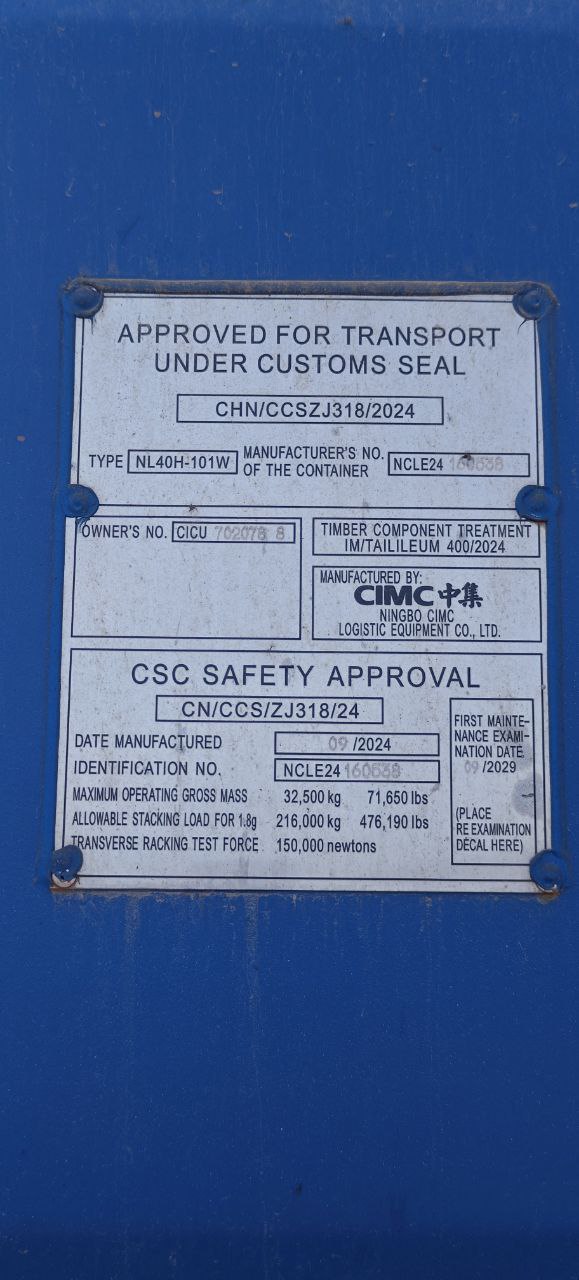 APPROVED FOR TRANSPORT
UNDER CUSTOMS SEAL
CHN/CCSZJ318/2024
TYPE NL40H-101W MANUFACTURER'S NO. OF THE CONTAINER NCLE24
OWNER'S NO. CICU
TIMBER COMPONENT TREATMENT
IM/TAILILEUM 400/2024
MANUFACTURED BY:
CIMC 中集
NINGBO CIMC
LOGISTIC EQUIPMENT CO., LTD.
CSC SAFETY APPROVAL
CN/CCS/ZJ318/24
DATE MANUFACTURED 09 /2024
IDENTIFICATION NO. NCLE24
MAXIMUM OPERATING GROSS MASS 32,500 kg 71,650 lbs
ALLOWABLE STACKING LOAD FOR 1.8g 216,000 kg 476,190 lbs
TRANSVERSE RACKING TEST FORCE 150,000 newtons
FIRST MAINTE-
NANCE EXAMI-
NATION DATE
09 /2029
(PLACE
RE EXAMINATION
DECAL HERE)